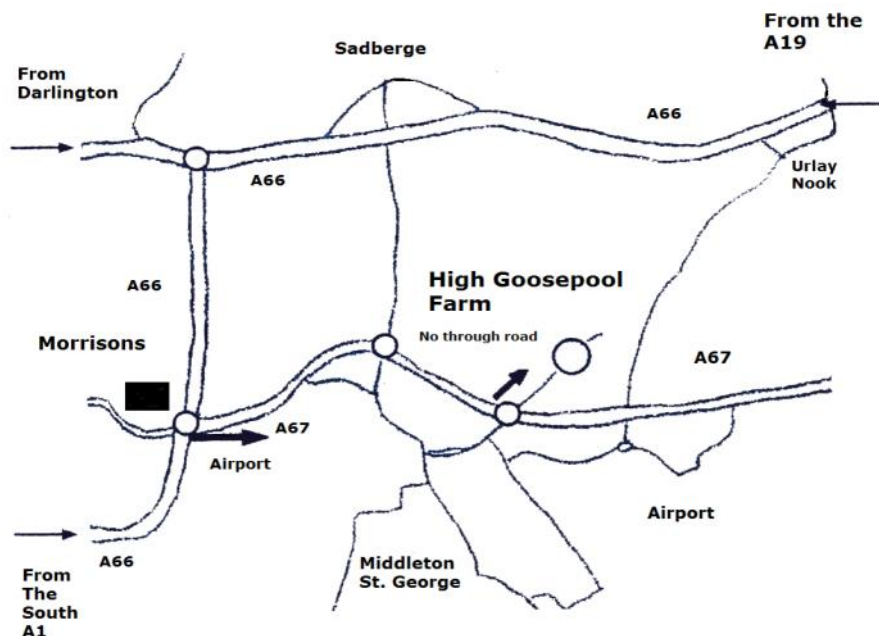 From the
A19
Sadberge
From
Darlington
A66
A66
Urlay
Nook
A66
High Goosepool
Farm
No through road
Morrisons
A67
A67
Airport
Airport
A66
Middleton
St. George
From
The
South
A1